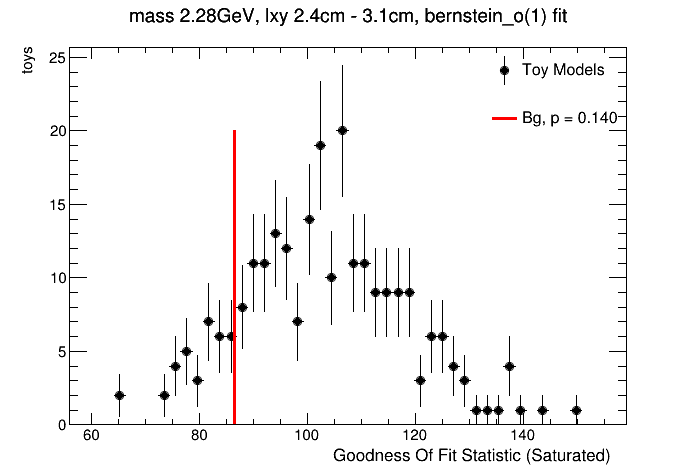 mass 2.28GeV, lxy 2.4cm - 3.1cm, bernstein_o(1) fit
toys
25
20
15
10
5
0
Toy Models
Bg, p = 0.140
60 80 100 120 140
Goodness Of Fit Statistic (Saturated)